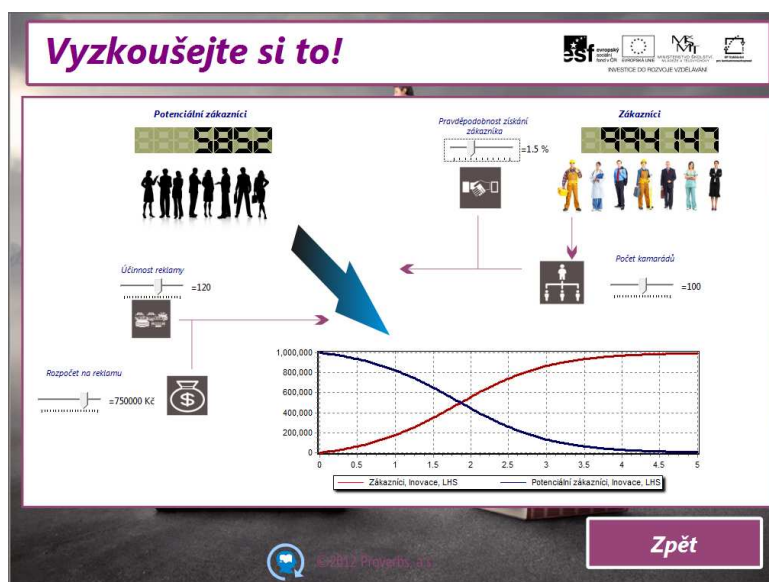 Vyzkoušejte si to!
esf evropský sociální fond v ČR
EVROPSKÁ UNIE
MINISTERSTVO ŠKOLSTVÍ, MLÁDEŽE A TĚLOVÝCHOVY
INVESTICE DO ROZVOJE VZDĚLÁVÁNÍ
Potenciální zákazníci
5852
Pravděpodobnost získání
zákazníka
=1.5 %
Zákazníci
994147
Účinnost reklamy
=120
Počet kamarádů
=100
Rozpočet na reklamu
=750000 Kč
$
1,000,000
800,000
600,000
400,000
200,000
0
0 0.5 1 1.5 2 2.5 3 3.5 4 4.5 5
Zákazníci, Inovace, LHS
Potenciální zákazníci, Inovace, LHS
Zpět
© 2012 Proverbs, a.s.